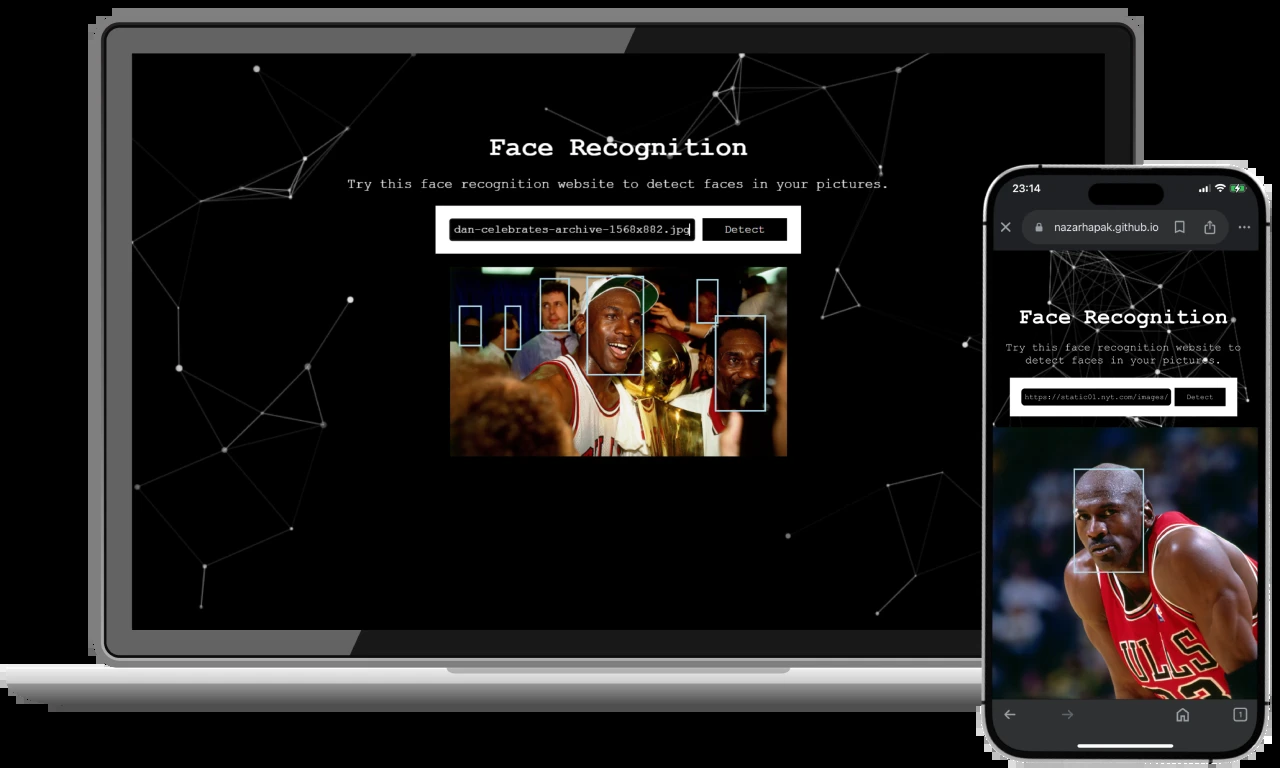 Face Recognition
Try this face recognition website to detect faces in your pictures.
dan-celebrates-archive-1568x882.jpg
Detect
23:14
nazarhapak.github.io
Face Recognition
Try this face recognition website to
detect faces in your pictures.
https://static01.nyt.com/images/
Detect
ULLS
23
1